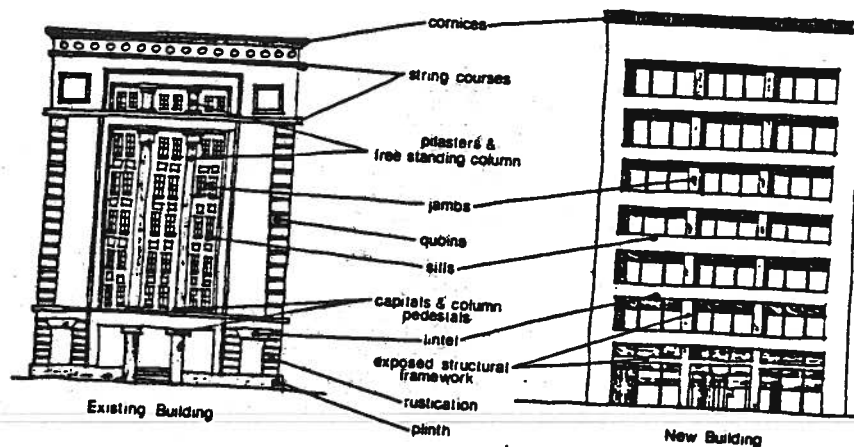 cornices
string courses
pilasters &
free standing column
jambs
quoins
sills
capitals & column
pedestals
lintel
exposed structural
framework
rustication
plinth
Existing Building
New Building